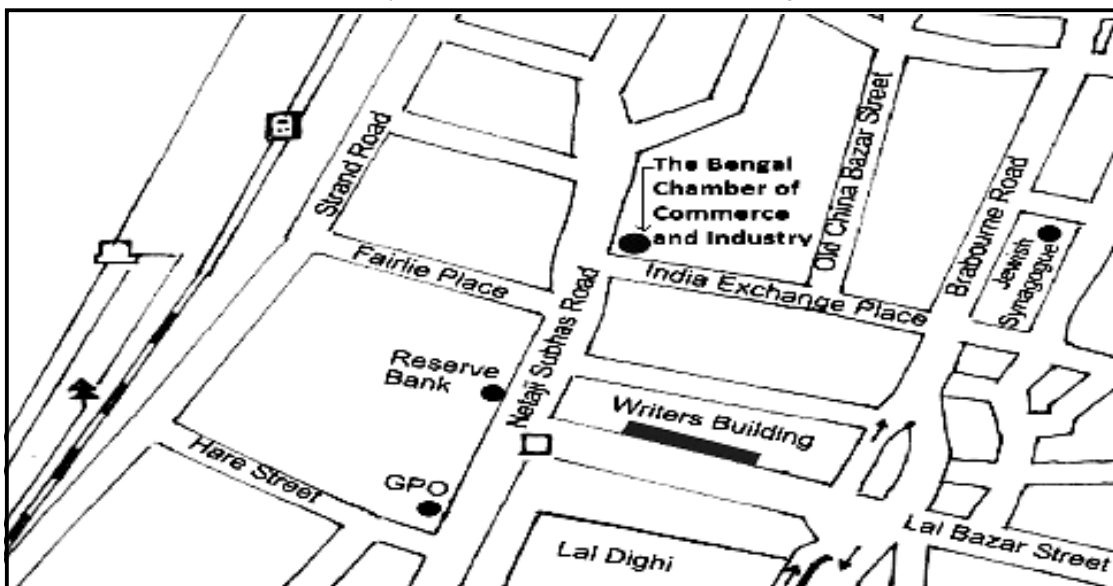 Old China Bazar Street
Strand Road
The Bengal
Chamber of
Commerce
and Industry
Brabourne Road
Jewish
Synagogue
Fairlie Place
India Exchange Place
Netaji Subhas Road
Reserve
Bank
Writers Building
Hare Street
GPO
Lal Dighi
Lal Bazar Street